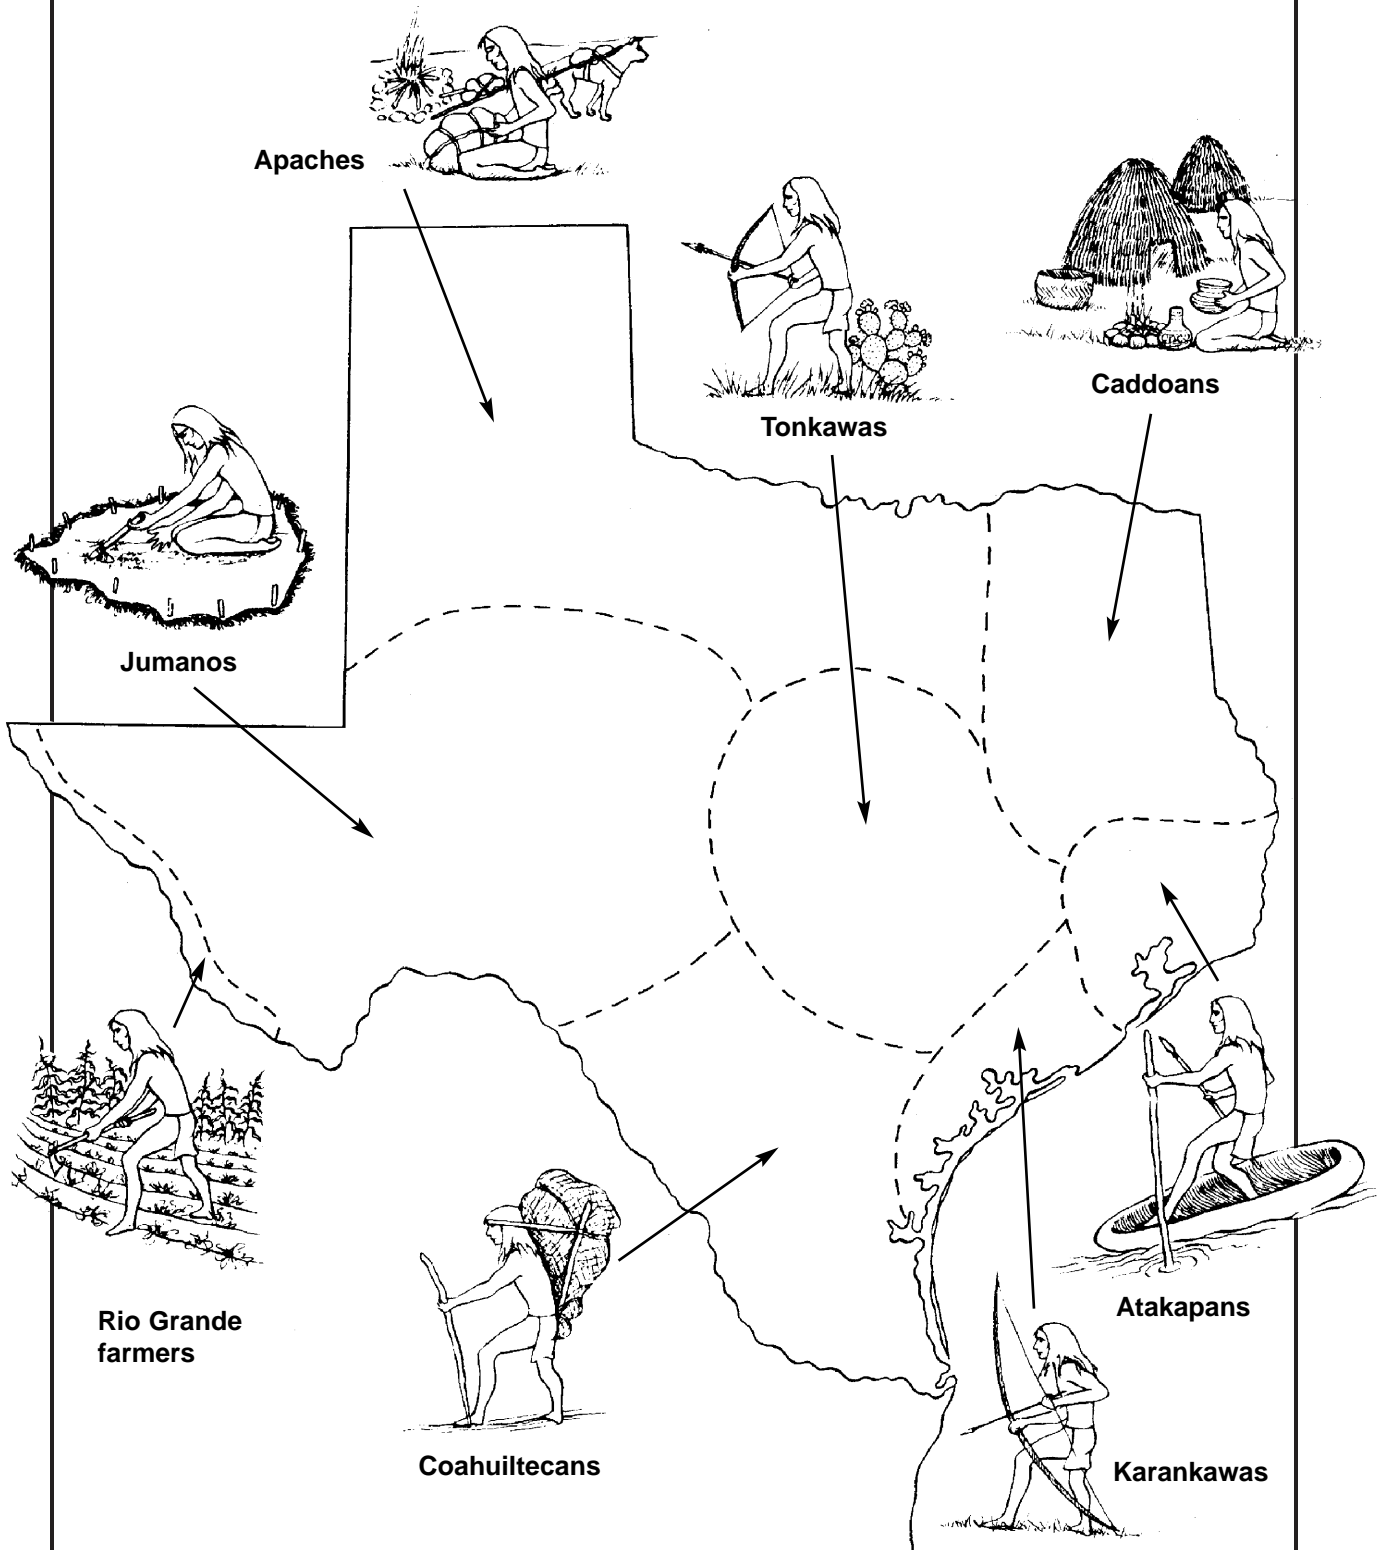 Apaches
Tonkawas
Caddoans
Jumanos
Rio Grande
farmers
Coahuiltecans
Atakapans
Karankawas